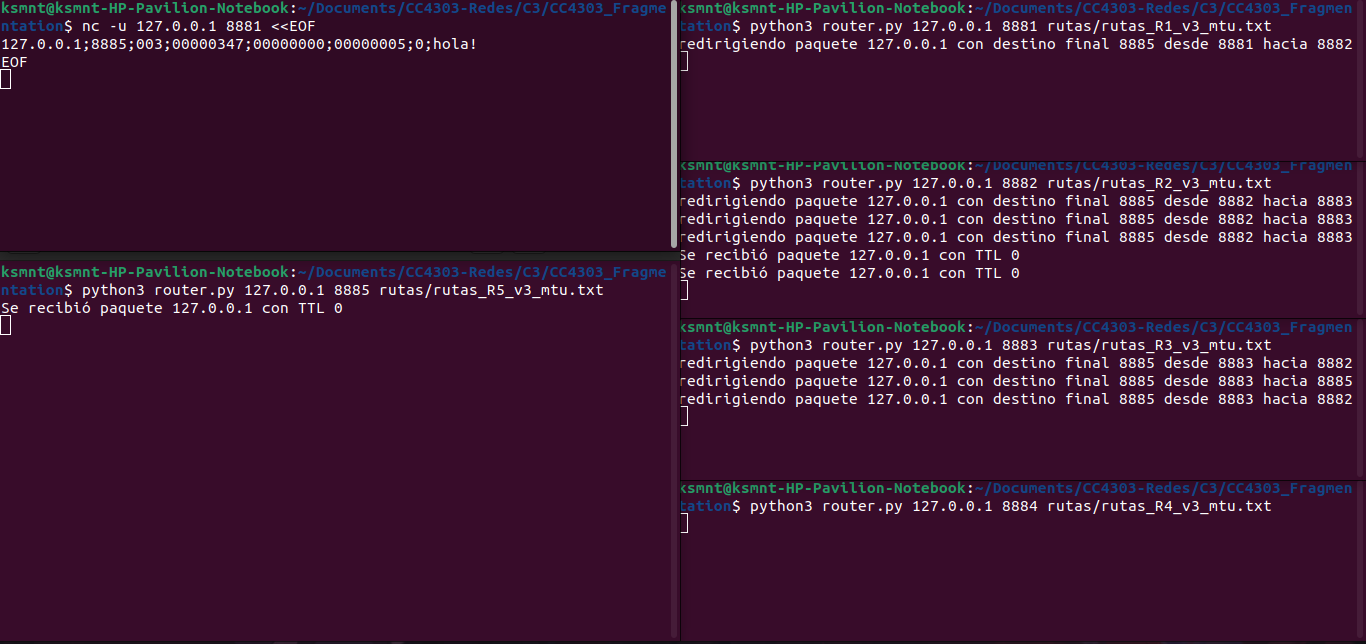 ksmnt@ksmnt-HP-Pavilion-Notebook:~/Documents/CC4303-Redes/C3/CC4303_Fragme
ntation$ nc -u 127.0.0.1 8881 <<EOF
127.0.0.1;8885;003;00000347;00000000;00000005;0;hola!
EOF
ksmnt@ksmnt-HP-Pavilion-Notebook:~/Documents/CC4303-Redes/C3/CC4303_Fragme
ntation$ python3 router.py 127.0.0.1 8885 rutas/rutas_R5_v3_mtu.txt
Se recibió paquete 127.0.0.1 con TTL 0
ksmnt@ksmnt-HP-Pavilion-Notebook:~/Documents/CC4303-Redes/C3/CC4303_Fragmen
tation$ python3 router.py 127.0.0.1 8881 rutas/rutas_R1_v3_mtu.txt
redirigiendo paquete 127.0.0.1 con destino final 8885 desde 8881 hacia 8882
ksmnt@ksmnt-HP-Pavilion-Notebook:~/Documents/CC4303-Redes/C3/CC4303_Fragmen
tation$ python3 router.py 127.0.0.1 8882 rutas/rutas_R2_v3_mtu.txt
redirigiendo paquete 127.0.0.1 con destino final 8885 desde 8882 hacia 8883
redirigiendo paquete 127.0.0.1 con destino final 8885 desde 8882 hacia 8883
redirigiendo paquete 127.0.0.1 con destino final 8885 desde 8882 hacia 8883
Se recibió paquete 127.0.0.1 con TTL 0
Se recibió paquete 127.0.0.1 con TTL 0
ksmnt@ksmnt-HP-Pavilion-Notebook:~/Documents/CC4303-Redes/C3/CC4303_Fragmen
tation$ python3 router.py 127.0.0.1 8883 rutas/rutas_R3_v3_mtu.txt
redirigiendo paquete 127.0.0.1 con destino final 8885 desde 8883 hacia 8882
redirigiendo paquete 127.0.0.1 con destino final 8885 desde 8883 hacia 8885
redirigiendo paquete 127.0.0.1 con destino final 8885 desde 8883 hacia 8882
ksmnt@ksmnt-HP-Pavilion-Notebook:~/Documents/CC4303-Redes/C3/CC4303_Fragmen
tation$ python3 router.py 127.0.0.1 8884 rutas/rutas_R4_v3_mtu.txt